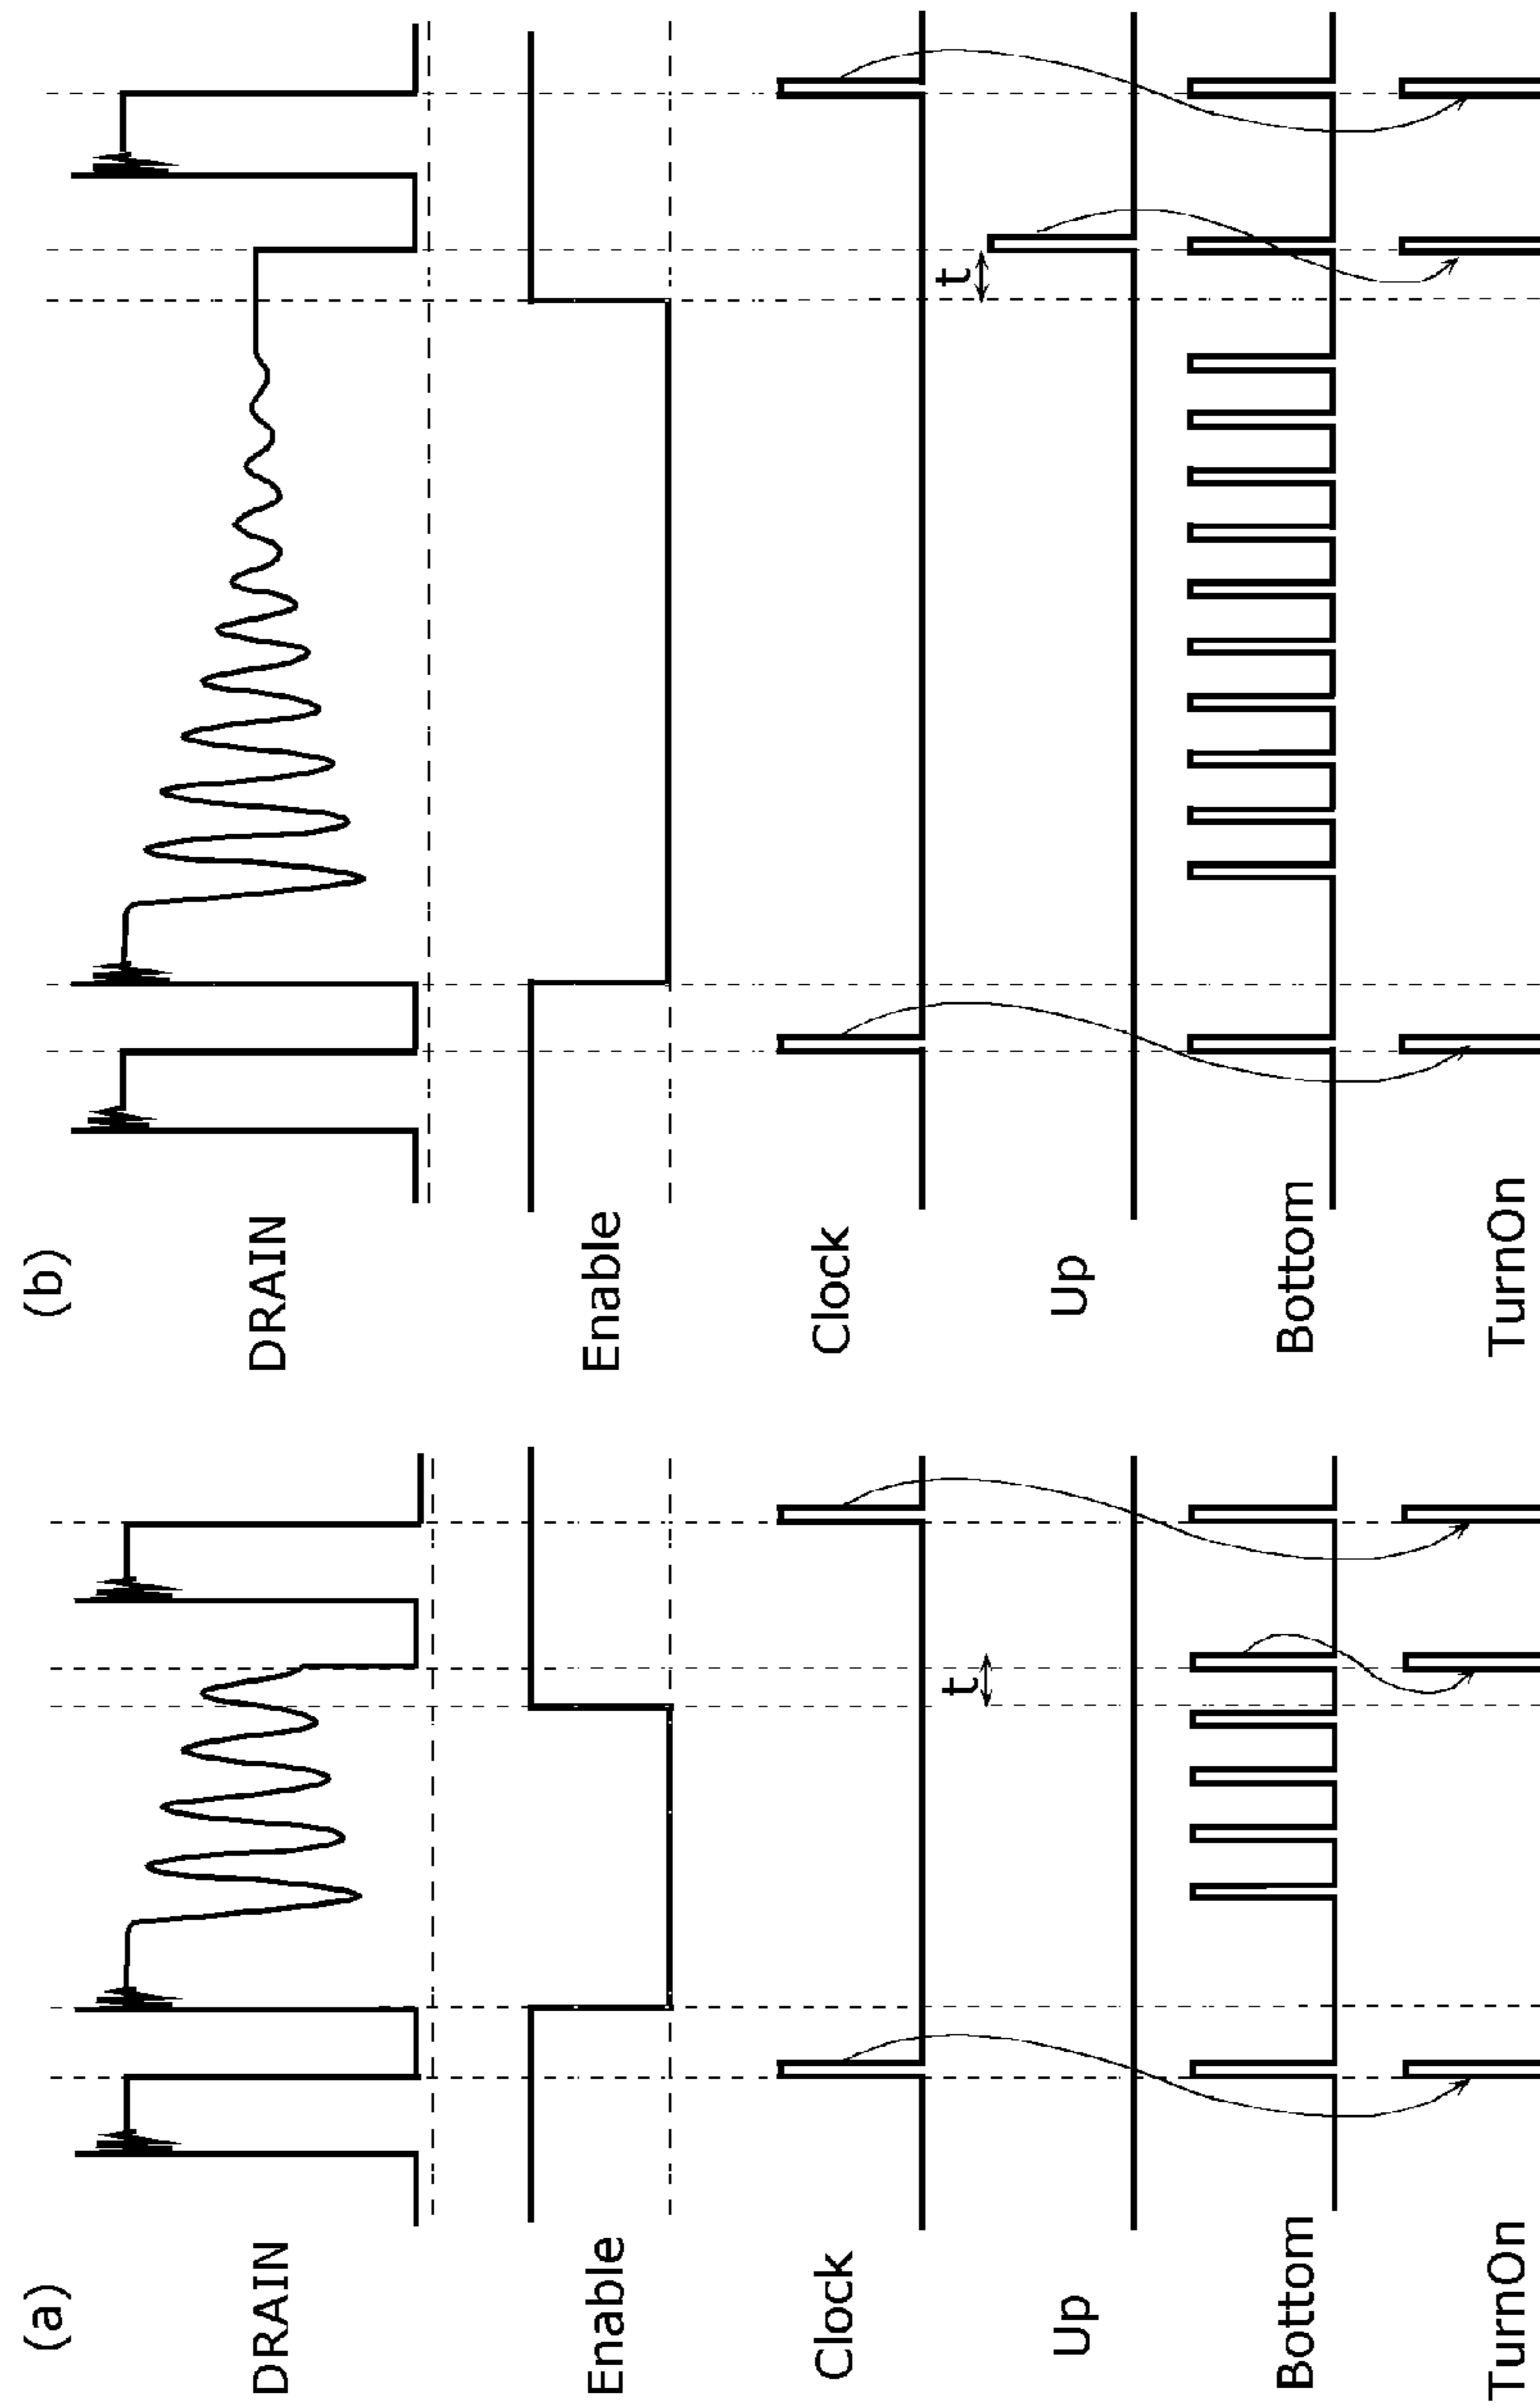 (a)
DRAIN
Enable
Clock
Up
t
Bottom
TurnOn
(b)
DRAIN
Enable
Clock
Up
t
Bottom
TurnOn